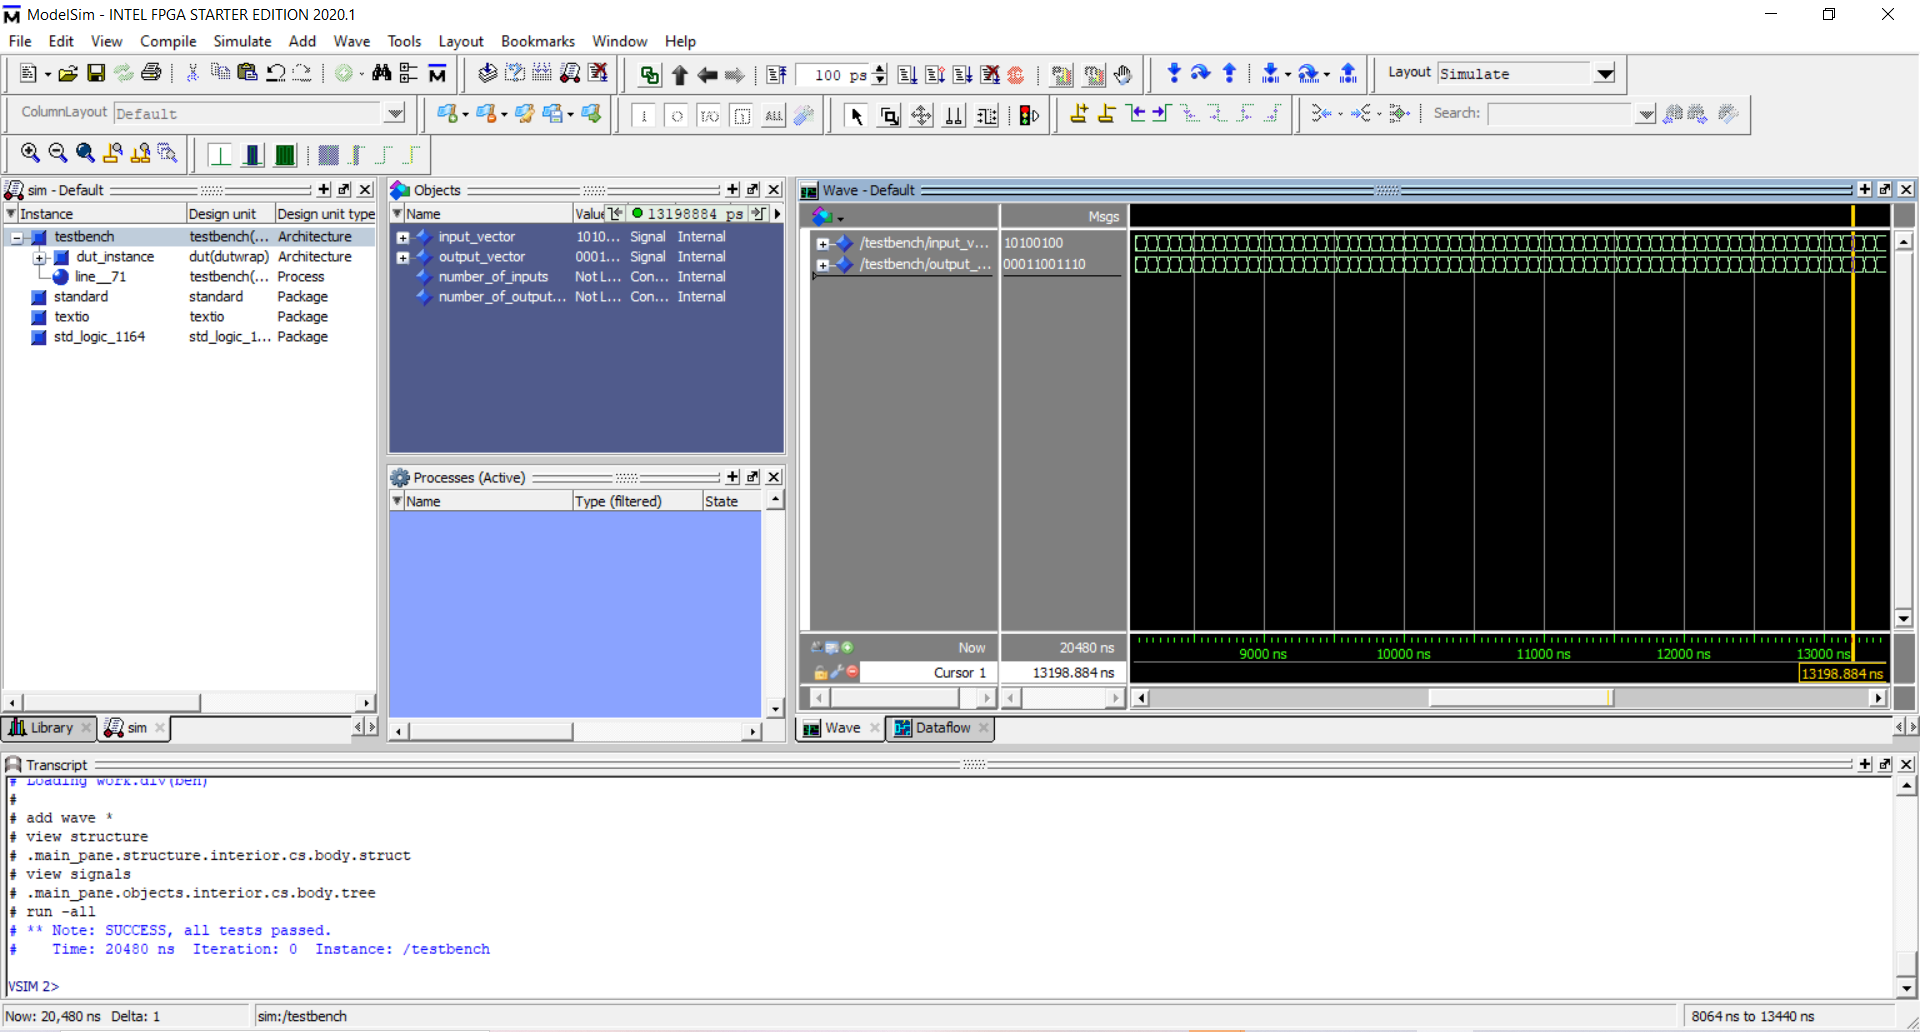 ModelSim - INTEL FPGA STARTER EDITION 2020.1
File Edit View Compile Simulate Add Wave Tools Layout Bookmarks Window Help
100 ps
Layout Simulate
ColumnLayout Default
ALL
Search:
sim - Default
Instance Design unit Design unit type
testbench testbench(... Architecture
dut_instance dut(dutwrap) Architecture
line__71 testbench(... Process
standard standard Package
textio textio Package
std_logic_1164 std_logic_1... Package
Library sim
Objects
Name Value 13198884 ps
input_vector 1010... Signal Internal
output_vector 0001... Signal Internal
number_of_inputs Not L... Con... Internal
number_of_output... Not L... Con... Internal
Processes (Active)
Name Type (filtered) State
Wave - Default
Msgs
/testbench/input_v... 10100100
/testbench/output_... 00011001110
Now 20480 ns
9000 ns 10000 ns 11000 ns 12000 ns 13000 ns
Cursor 1 13198.884 ns 13198.884 ns
Wave Dataflow
Transcript
# Loading work.div(beh)
#
# add wave *
# view structure
# .main_pane.structure.interior.cs.body.struct
# view signals
# .main_pane.objects.interior.cs.body.tree
# run -all
# ** Note: SUCCESS, all tests passed.
# Time: 20480 ns Iteration: 0 Instance: /testbench
VSIM 2>
Now: 20,480 ns Delta: 1 sim:/testbench 8064 ns to 13440 ns